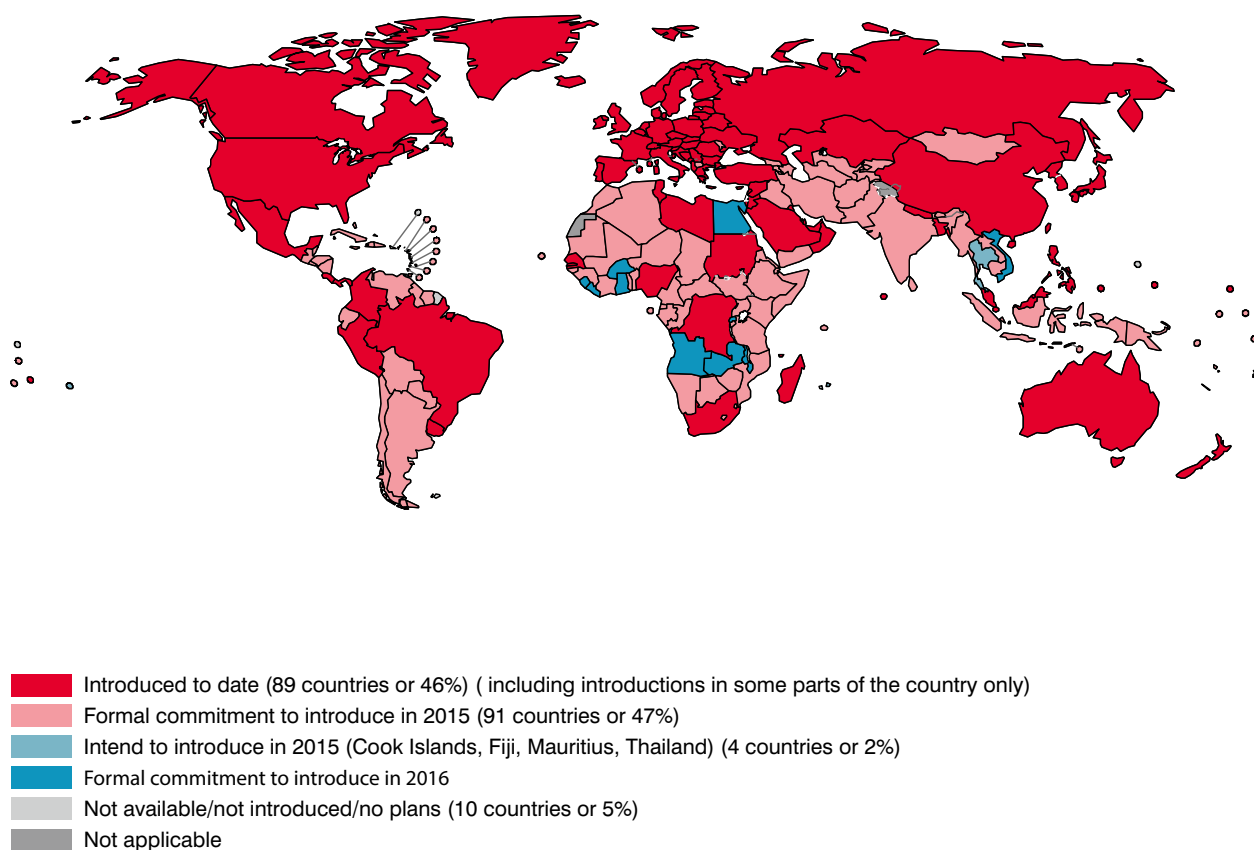 Introduced to date (89 countries or 46%) ( including introductions in some parts of the country only)
Formal commitment to introduce in 2015 (91 countries or 47%)
Intend to introduce in 2015 (Cook Islands, Fiji, Mauritius, Thailand) (4 countries or 2%)
Formal commitment to introduce in 2016
Not available/not introduced/no plans (10 countries or 5%)
Not applicable